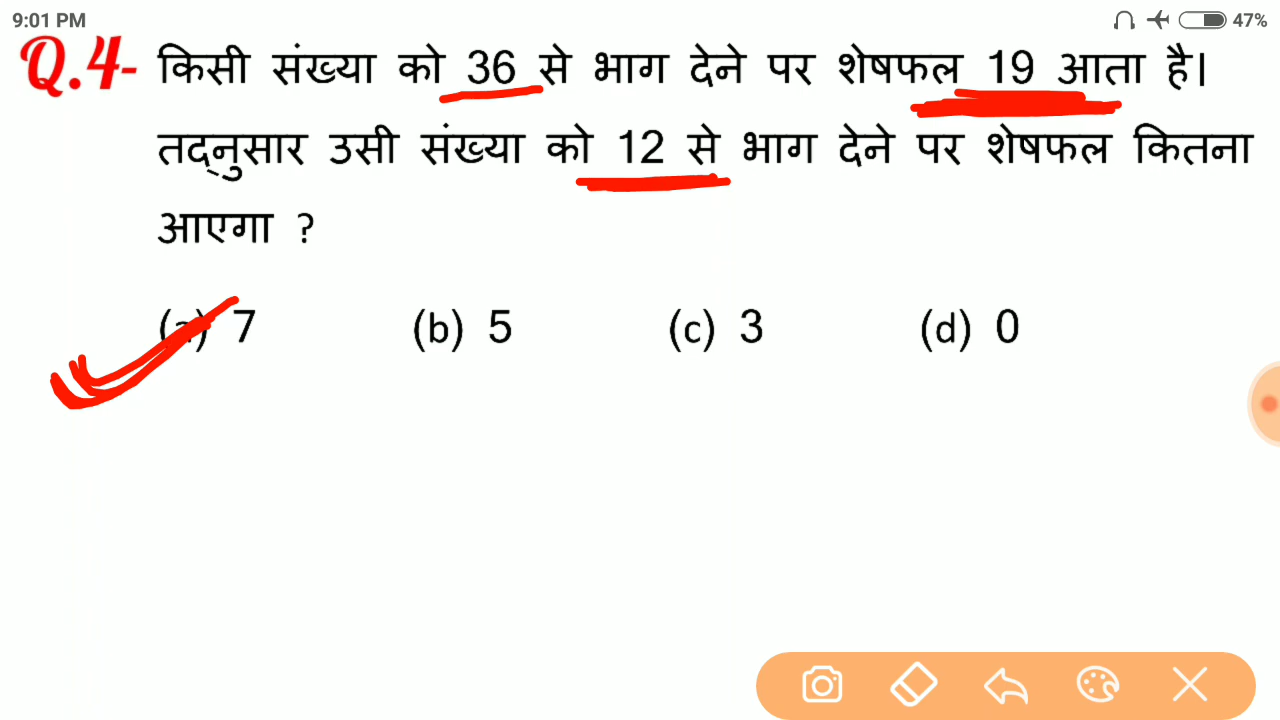 9:01 PM
47%
Q.4- किसी संख्या को 36 से भाग देने पर शेषफल 19 आता है।
तद्नुसार उसी संख्या को 12 से भाग देने पर शेषफल कितना
आएगा ?
(a) 7 (b) 5 (c) 3 (d) 0